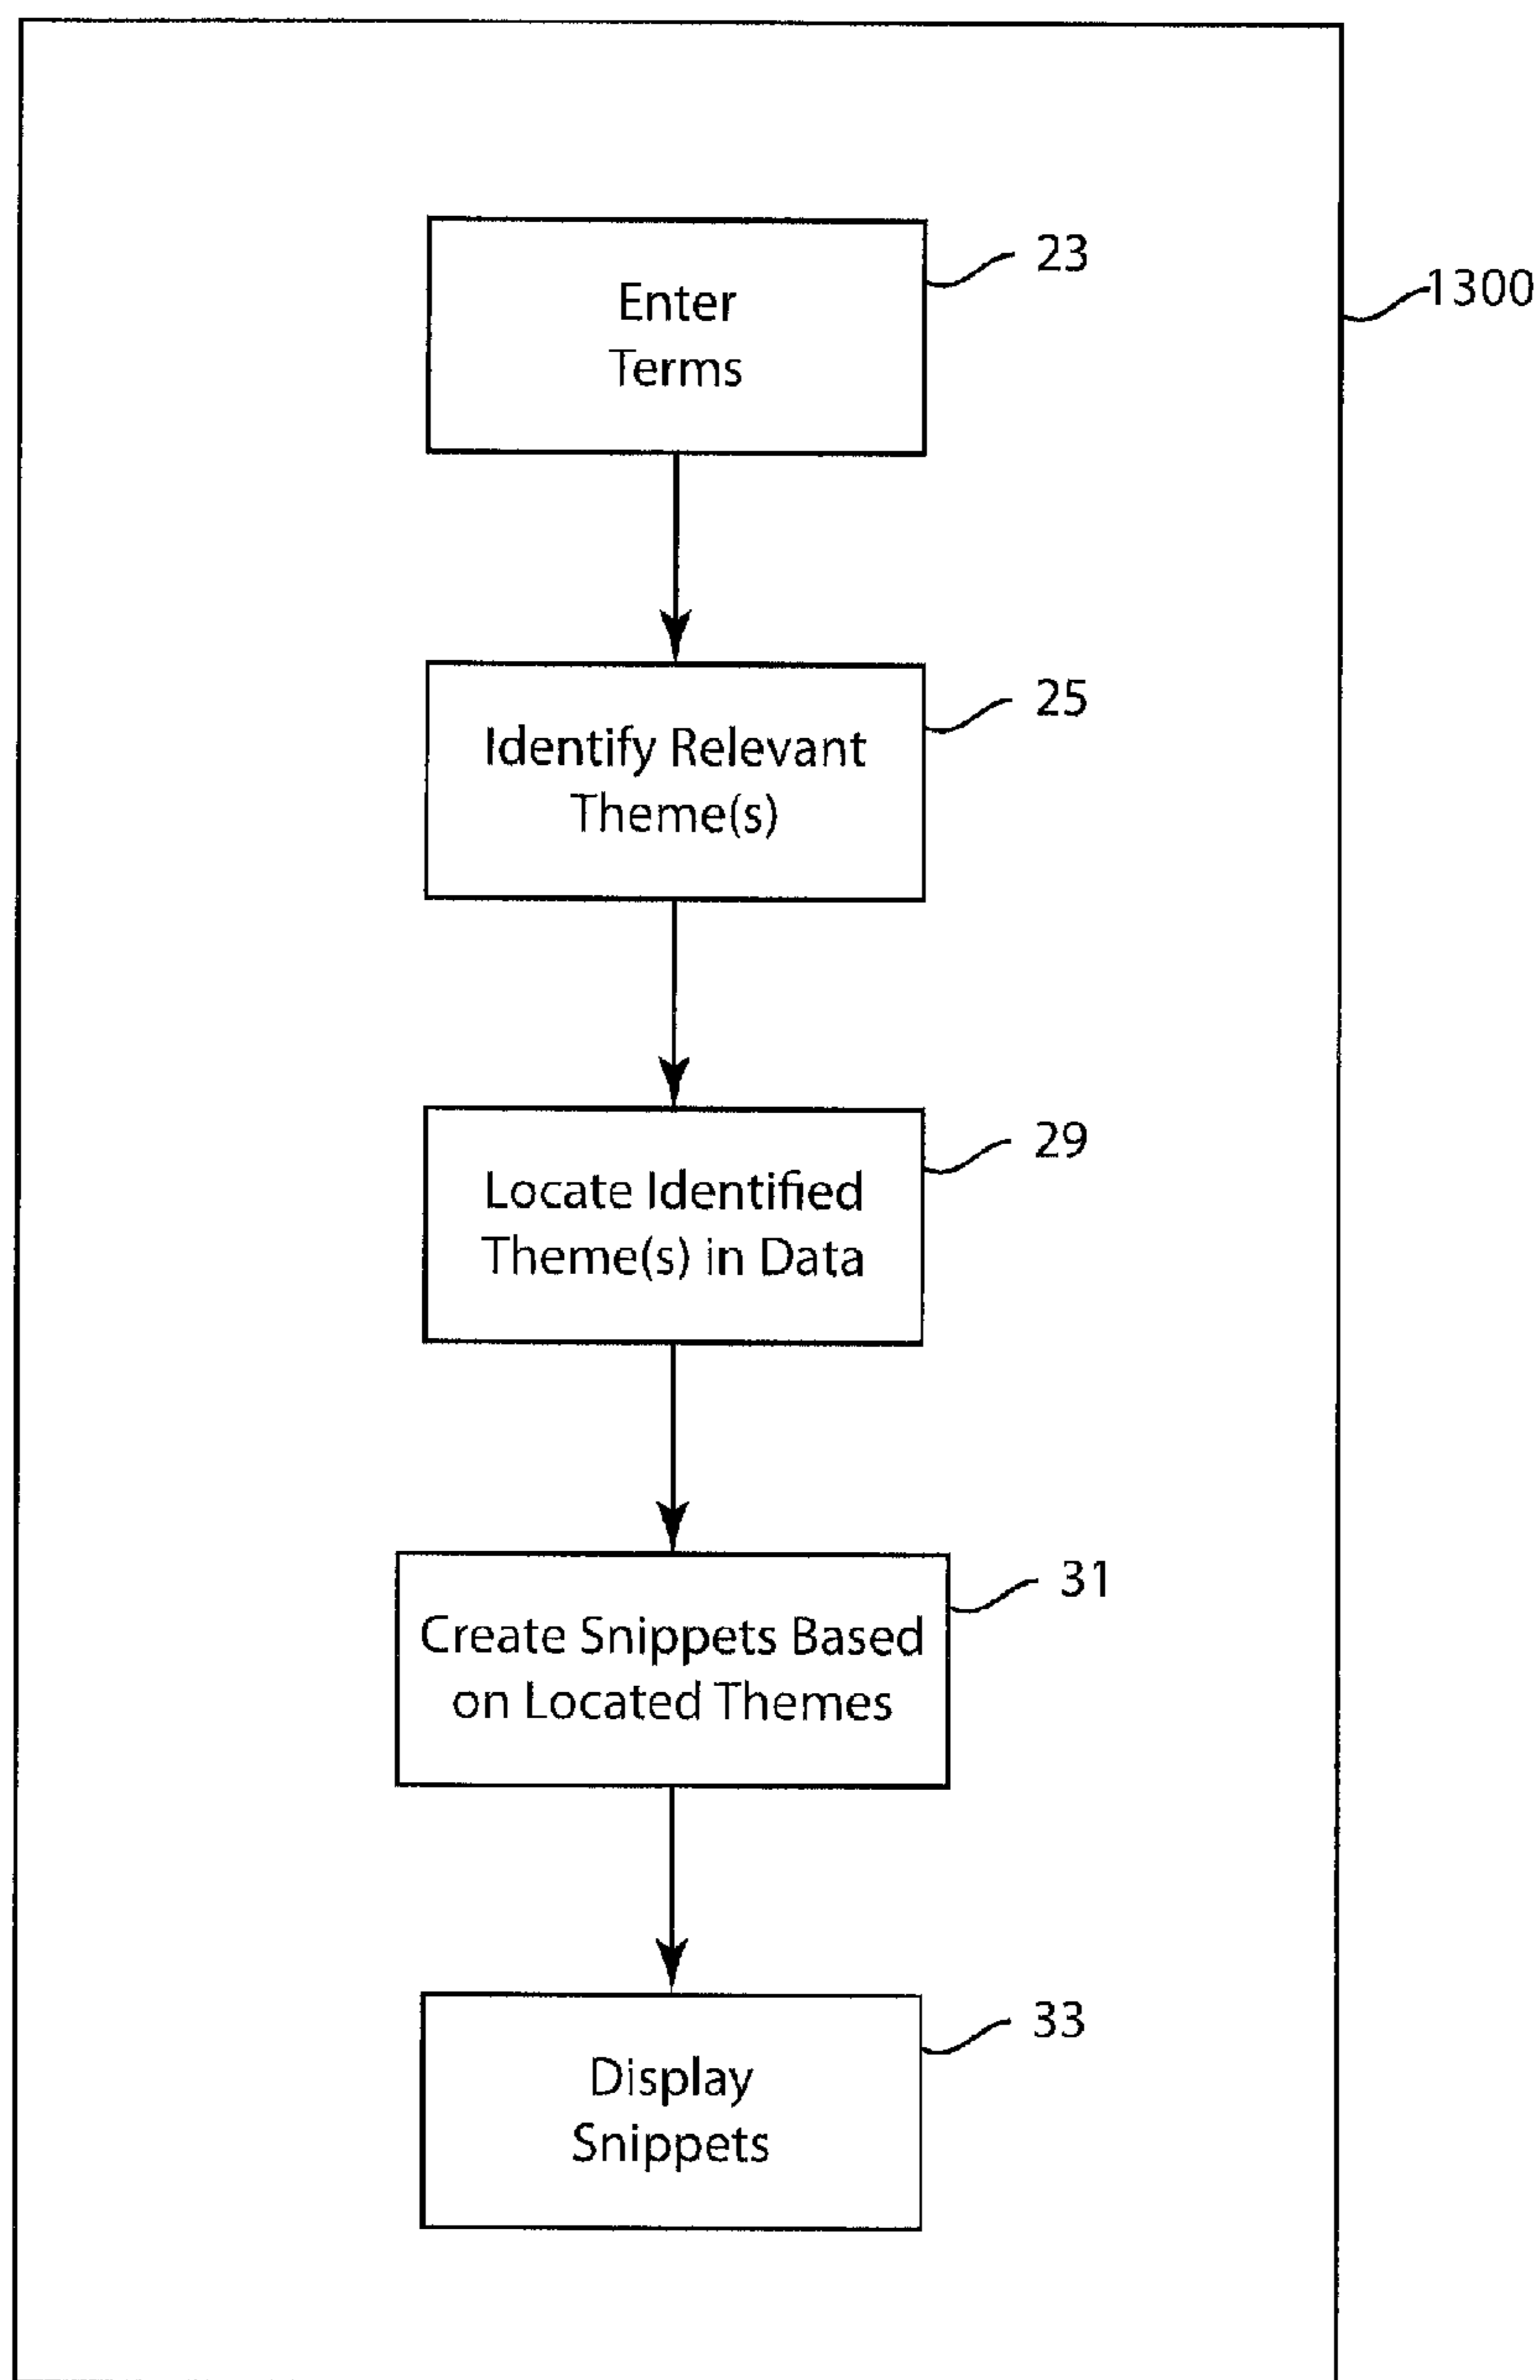 Enter
Terms
23
1300
Identify Relevant
Theme(s)
25
Locate Identified
Theme(s) in Data
29
Create Snippets Based
on Located Themes
31
Display
Snippets
33